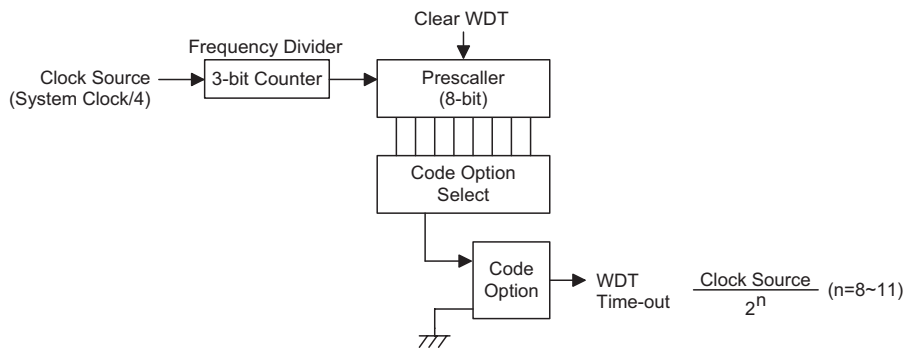 Clear WDT
Frequency Divider
Clock Source
(System Clock/4)
3-bit Counter
Prescaller
(8-bit)
Code Option
Select
Code
Option
WDT
Time-out
Clock Source
2^n
(n=8~11)